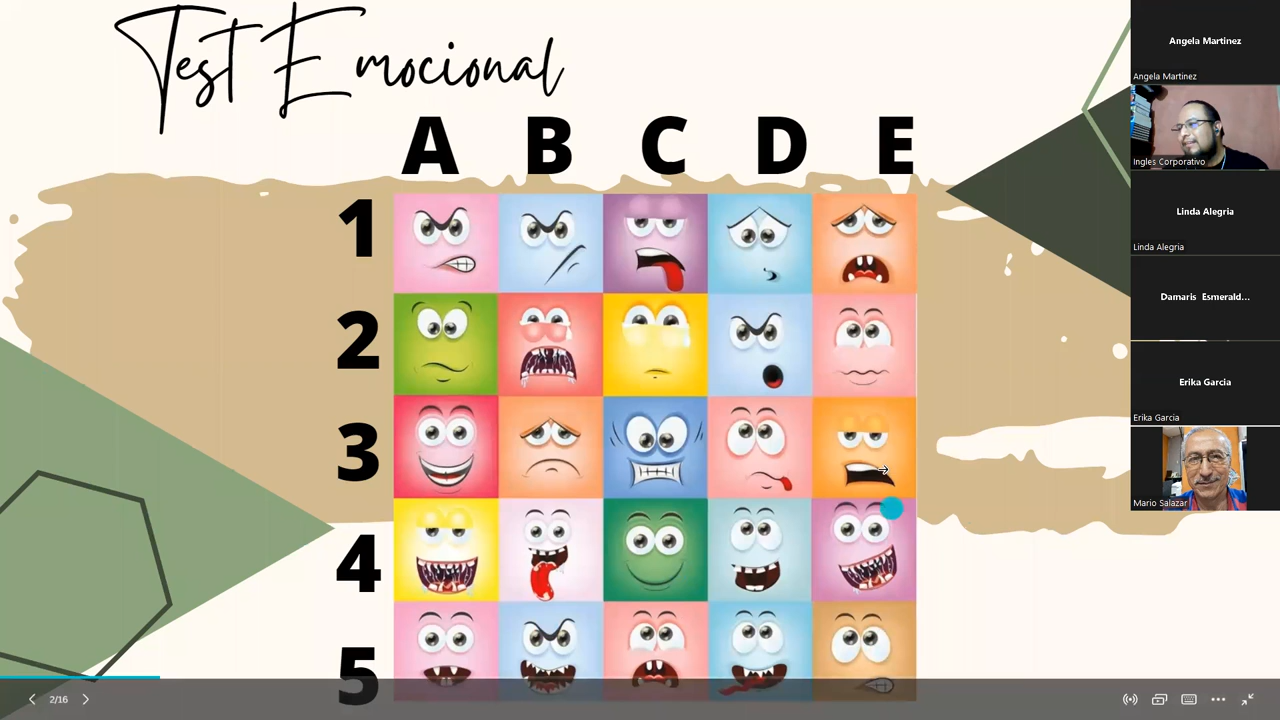 Test Emocional
A B C D E
1
2
3
4
5
2/16
Angela Martinez
Angela Martinez
Ingles Corporativo
Linda Alegria
Linda Alegria
Damaris Esmerald...
Erika Garcia
Erika Garcia
Mario Salazar